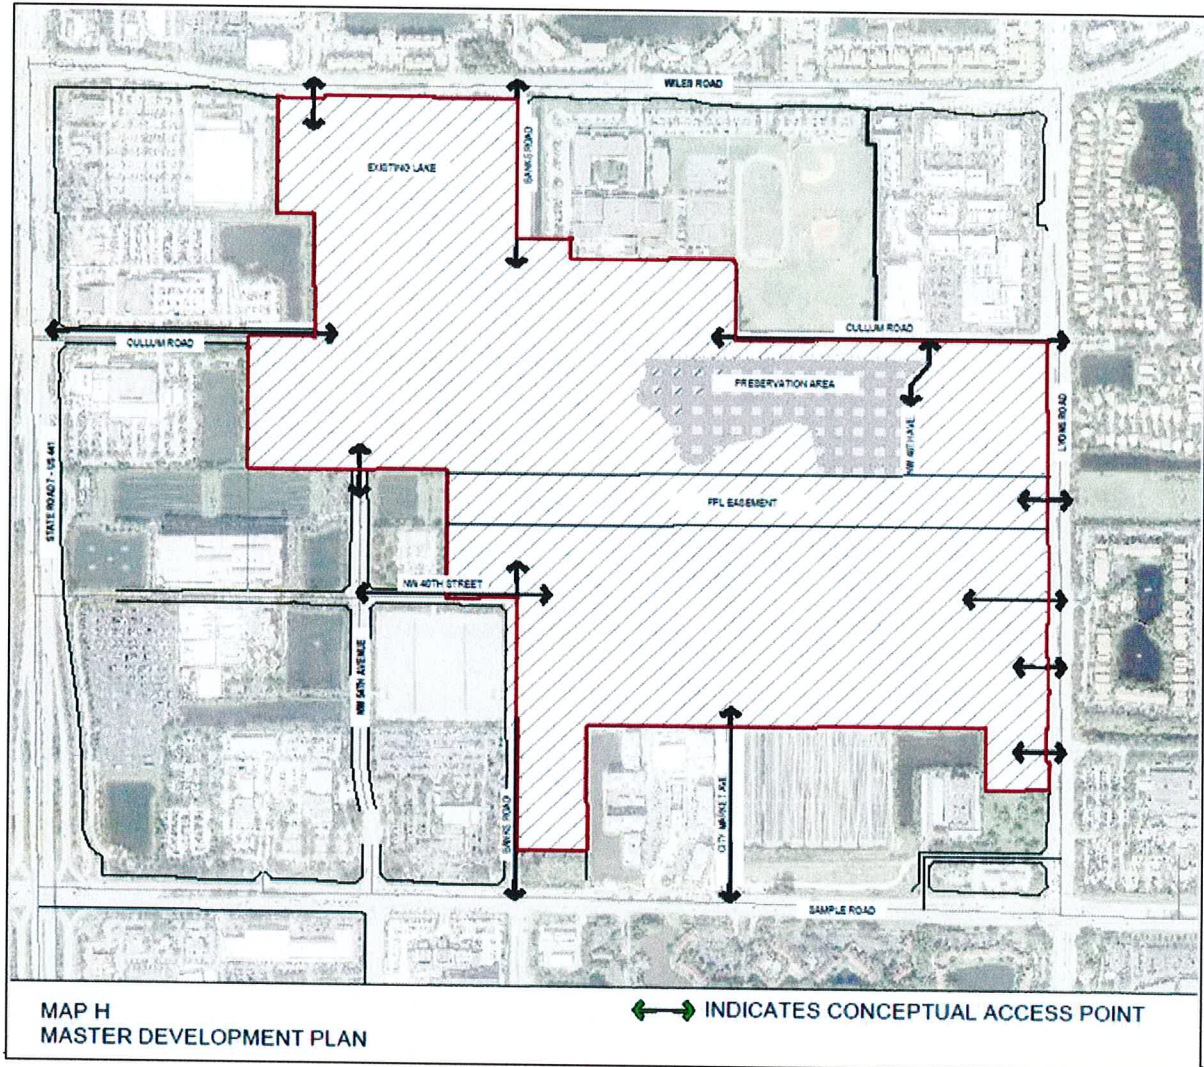 WILES ROAD
BANKS ROAD
EXISTING LAKE
CULLUM ROAD
CULLUM ROAD
PRESERVATION AREA
NW 48TH AVE
LYONS ROAD
STATE ROAD 7 - US 441
FPL EASEMENT
NW 40TH STREET
NW 54TH AVENUE
BANKS ROAD
CITY MARKET AVE
SAMPLE ROAD
MAP H
MASTER DEVELOPMENT PLAN
INDICATES CONCEPTUAL ACCESS POINT